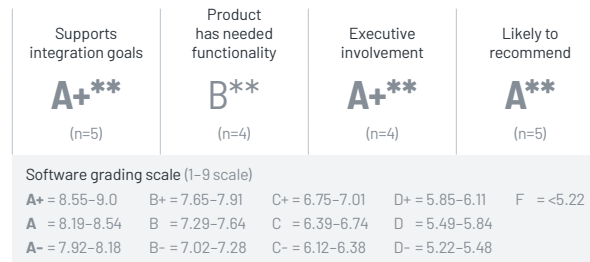 Supports
integration goals
A+**
(n=5)
Product
has needed
functionality
B**
(n=4)
Executive
involvement
A+**
(n=4)
Likely to
recommend
A**
(n=5)
Software grading scale (1–9 scale)
A+ = 8.55–9.0 B+ = 7.65–7.91 C+ = 6.75–7.01 D+ = 5.85–6.11 F = <5.22
A = 8.19–8.54 B = 7.29–7.64 C = 6.39–6.74 D = 5.49–5.84
A- = 7.92–8.18 B- = 7.02–7.28 C- = 6.12–6.38 D- = 5.22–5.48